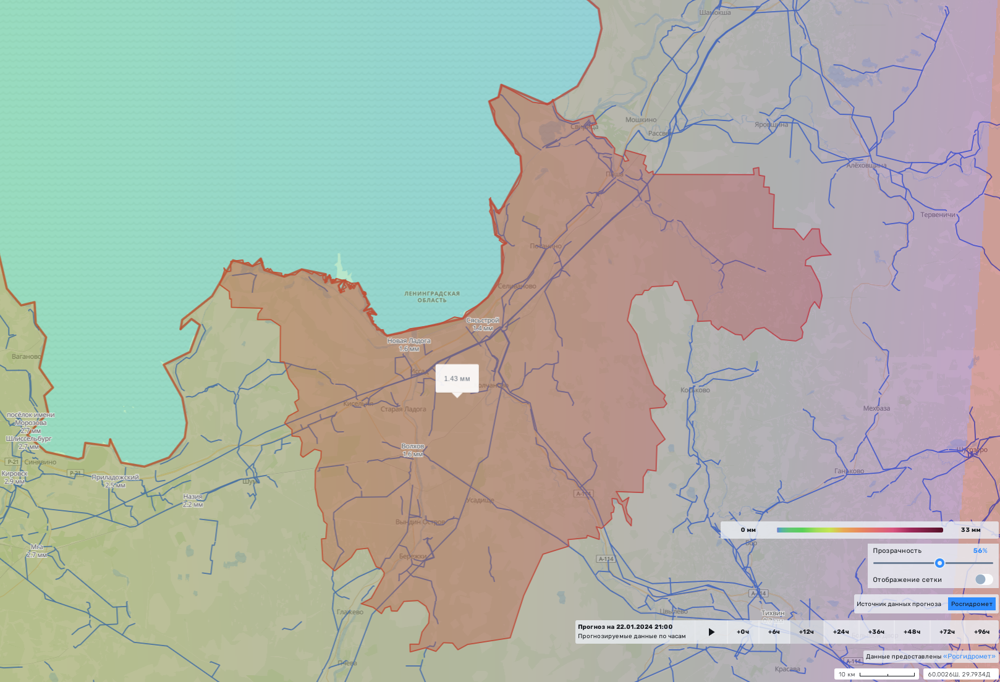 Шанокша
Мошкино
Яровщина
Свирица
Рассвет
Алёховщина
Паша
Тервеничи
Потанино
Селиваново
ЛЕНИНГРАДСКАЯ
ОБЛАСТЬ
Сясьстрой
1.4 мм
Новая Ладога
1.6 мм
Ваганово
Иссад
1.43 мм
олчаново
Коськово
Кисельня
Старая Ладога
Мехбаза
посёлок имени
Морозова
2.7 мм
Шлиссельбург
2.7 мм
Волхов
1.6 мм
Шугозеро
Р-21
Синявино
Р-21
Ганьково
Кировск
2.9 мм
Приладожский
2.5 мм
Шум
Назия
2.2 мм
А-114
Усадище
Вындин Остров
0 мм
33 мм
Бор
Мга
2.7 мм
Прозрачность
56%
Бережки
А-114
Отображение сетки
А-114
Источник данных прогноза
Росгидромет
Глажево
Цвылёво
Тихвин
Прогноз на 22.01.2024 21:00
Прогнозируемые данные по часам
+0ч
+6ч
+12ч
+24ч
+36ч
+48ч
+72ч
+96ч
Данные предоставлены «Росгидромет»
А-114
Пчева
Красава
10 км
60.0026Ш, 29.7934Д